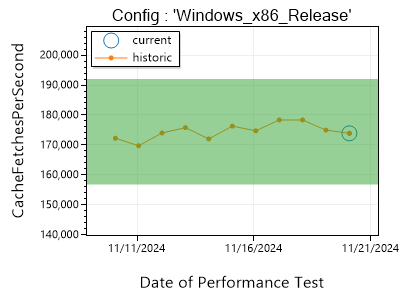 Config : 'Windows_x86_Release'
current
historic
CacheFetchesPerSecond
200,000
190,000
180,000
170,000
160,000
150,000
140,000
11/11/2024
11/16/2024
11/21/2024
Date of Performance Test